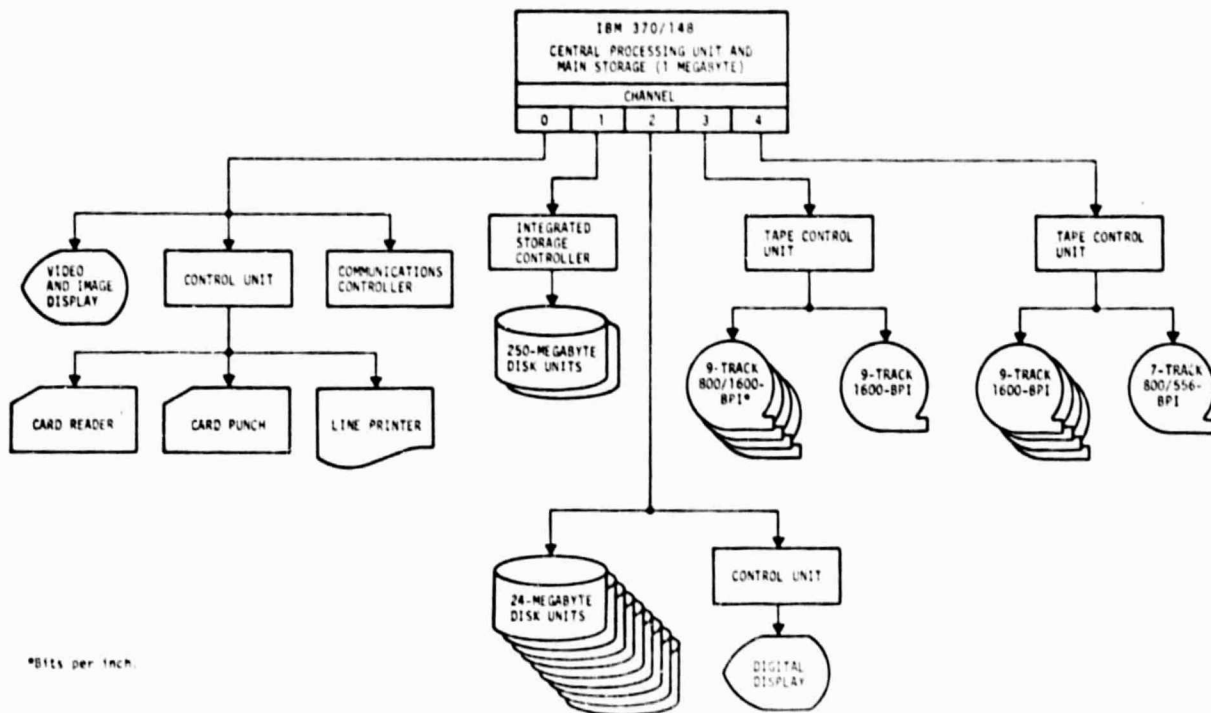 IBM 370/148
CENTRAL PROCESSING UNIT AND
MAIN STORAGE (1 MEGABYTE)
CHANNEL
0 1 2 3 4
VIDEO
AND IMAGE
DISPLAY
CONTROL UNIT
COMMUNICATIONS
CONTROLLER
INTEGRATED
STORAGE
CONTROLLER
TAPE CONTROL
UNIT
TAPE CONTROL
UNIT
250-MEGABYTE
DISK UNITS
9-TRACK
800/1600-
BPI*
9-TRACK
1600-BPI
9-TRACK
1600-BPI
7-TRACK
800/556-
BPI
CARD READER
CARD PUNCH
LINE PRINTER
24-MEGABYTE
DISK UNITS
CONTROL UNIT
DIGITAL
DISPLAY
*Bits per inch.